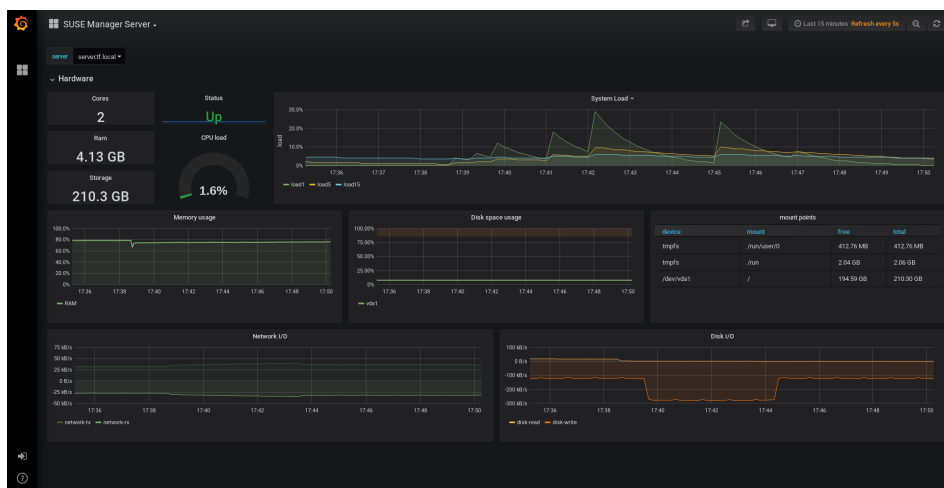 SUSE Manager Server
Last 15 minutes Refresh every 5s
server server.tf.local
Hardware
Cores
2
Status
Up
System Load
30.0%
20.0%
10.0%
0%
load
17:36 17:37 17:38 17:39 17:40 17:41 17:42 17:43 17:44 17:45 17:46 17:47 17:48 17:49 17:50
load1 load5 load15
Ram
4.13 GB
CPU load
1.6%
Storage
210.3 GB
Memory usage
100.0%
80.0%
60.0%
40.0%
20.0%
0%
17:36 17:38 17:40 17:42 17:44 17:46 17:48 17:50
RAM
Disk space usage
100.00%
75.00%
50.00%
25.00%
0%
17:36 17:38 17:40 17:42 17:44 17:46 17:48 17:50
vda1
mount points
device mount free total
tmpfs /run/user/0 412.76 MB 412.76 MB
tmpfs /run 2.04 GB 2.06 GB
/dev/vda1 / 194.59 GB 210.30 GB
Network I/O
75 kB/s
50 kB/s
25 kB/s
0 B/s
-25 kB/s
-50 kB/s
17:36 17:38 17:40 17:42 17:44 17:46 17:48 17:50
network-tx network-rx
Disk I/O
100 kB/s
0 B/s
-100 kB/s
-200 kB/s
-300 kB/s
17:36 17:38 17:40 17:42 17:44 17:46 17:48 17:50
disk-read disk-write